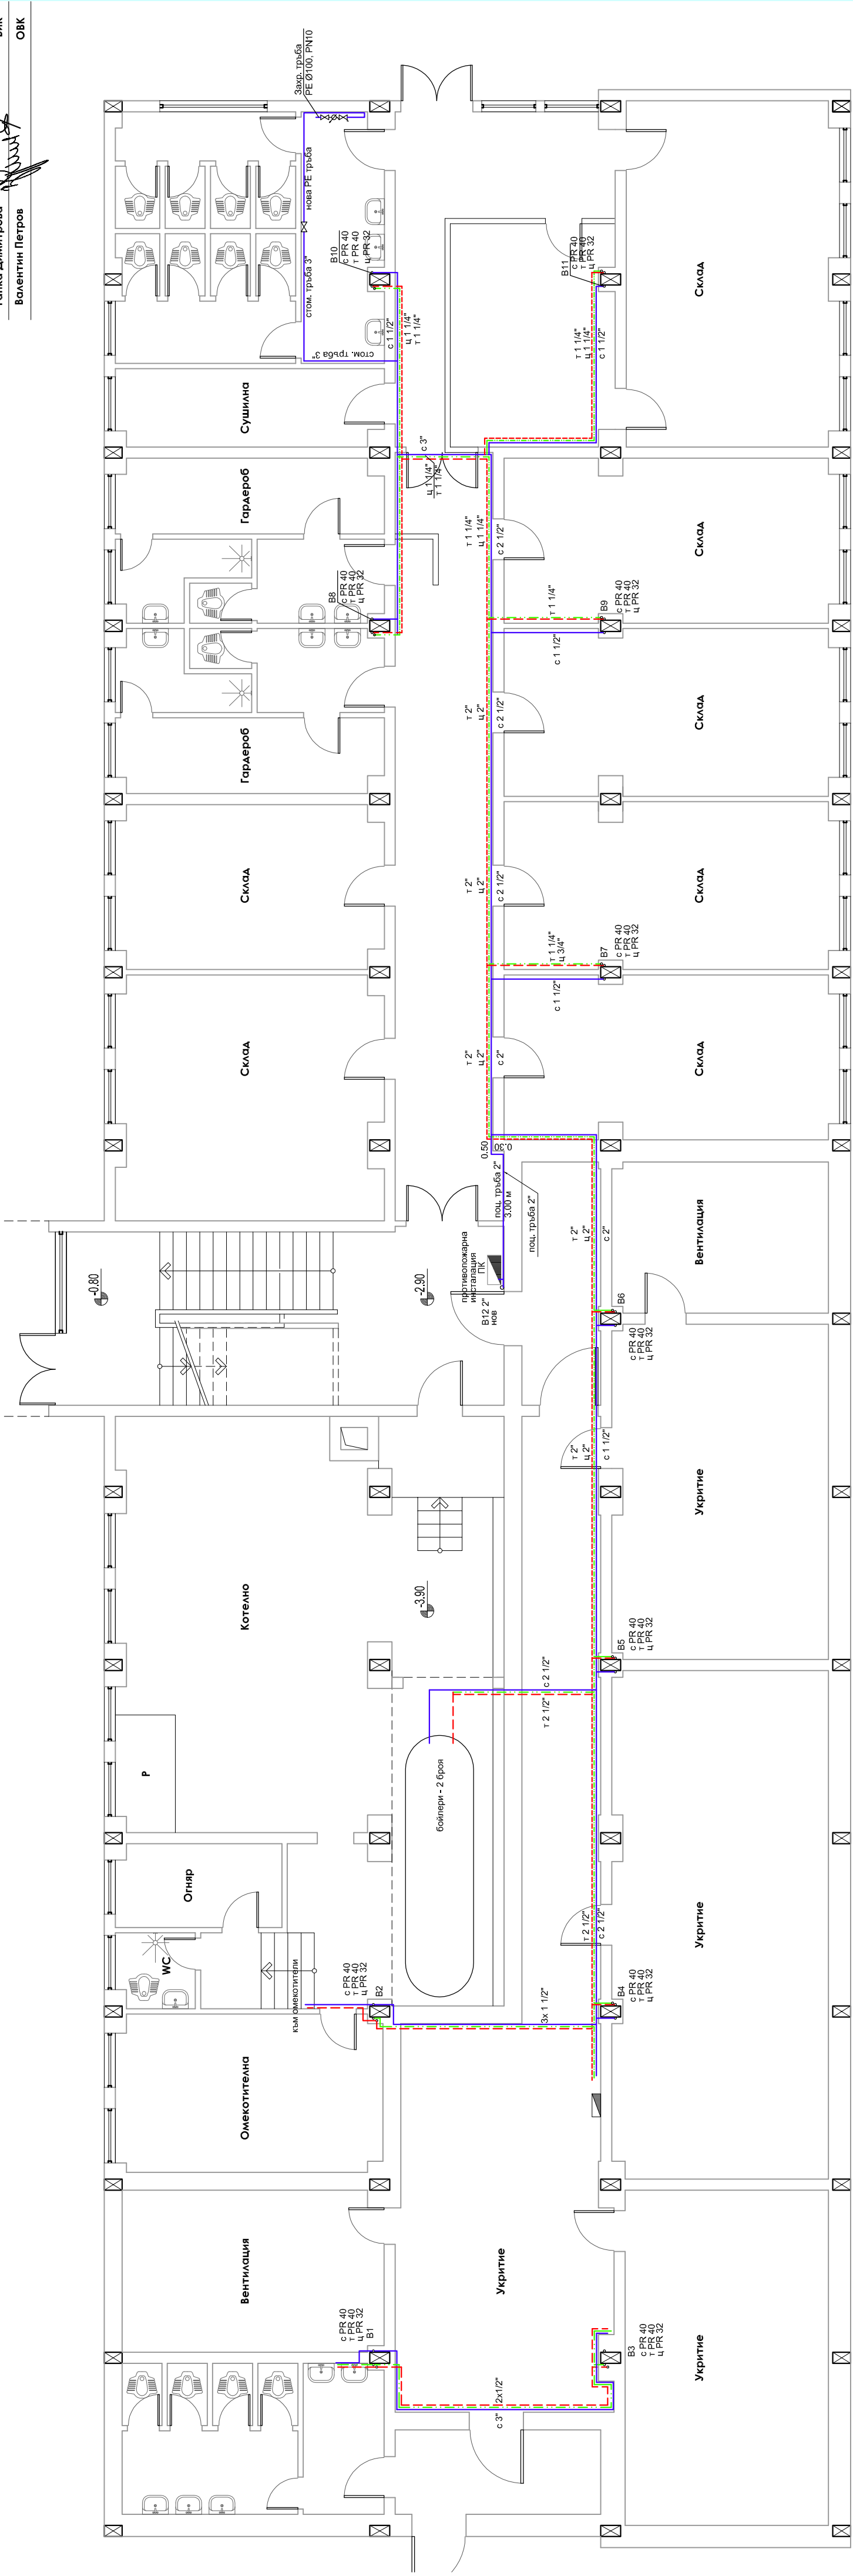 ОВК
Валентин Петров
Захр. тръба
PE Ø100, PN10
нова PE тръба
стом. тръба 3"
стом. тръба 3"
B10
с PR 40
т PR 40
ц PR 32
с 1 1/2"
ц 1 1/4"
т 1 1/4"
B11
с PR 40
т PR 40
ц PR 32
т 1 1/4"
ц 1 1/4"
с 1 1/2"
Склад
Сушилна
Гардероб
с 3"
ц 1 1/4"
т 1 1/4"
т 1 1/4"
ц 1 1/4"
с 2 1/2"
Склад
B8
с PR 40
т PR 40
ц PR 32
т 1 1/4"
с 1 1/2"
B9
с PR 40
т PR 40
ц PR 32
Гардероб
т 2"
ц 2"
с 2 1/2"
Склад
Склад
т 2"
ц 2"
с 2 1/2"
Склад
т 1 1/4"
ц 3/4"
с 1 1/2"
B7
с PR 40
т PR 40
ц PR 32
Склад
т 2"
ц 2"
с 2"
Склад
0.50
0.30
поц. тръба 2"
3.00 м
поц. тръба 2"
-0.80
-2.90
противопожарна
инсталация
ПК
B12 2"
нов
т 2"
ц 2"
с 2"
Вентилация
B6
с PR 40
т PR 40
ц PR 32
т 2"
ц 2"
с 1 1/2"
Укритие
Котелно
-3.90
B5
с PR 40
т PR 40
ц PR 32
с 2 1/2"
т 2 1/2"
P
бойлери - 2 броя
Огняр
WC
т 2 1/2"
с 2 1/2"
Укритие
към омекотители
с PR 40
т PR 40
ц PR 32
B2
3x 1 1/2"
B4
с PR 40
т PR 40
ц PR 32
Омекотителна
Вентилация
Укритие
с PR 40
т PR 40
ц PR 32
B1
B3
с PR 40
т PR 40
ц PR 32
2x1/2"
с 3"
Укритие